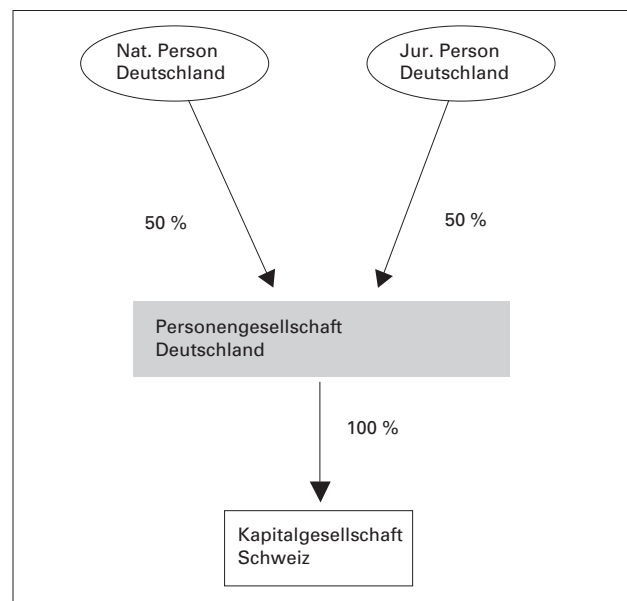 Nat. Person
Deutschland
Jur. Person
Deutschland
50 %
50 %
Personengesellschaft
Deutschland
100 %
Kapitalgesellschaft
Schweiz